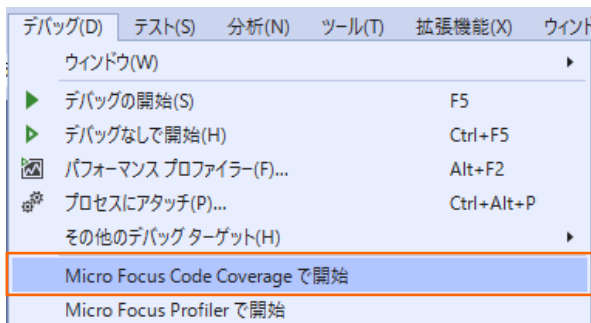 デバッグ(D) テスト(S) 分析(N) ツール(T) 拡張機能(X) ウィン
ウィンドウ(W)
デバッグの開始(S) F5
デバッグなしで開始(H) Ctrl+F5
パフォーマンス プロファイラー(F)... Alt+F2
プロセスにアタッチ(P)... Ctrl+Alt+P
その他のデバッグ ターゲット(H)
Micro Focus Code Coverage で開始
Micro Focus Profiler で開始